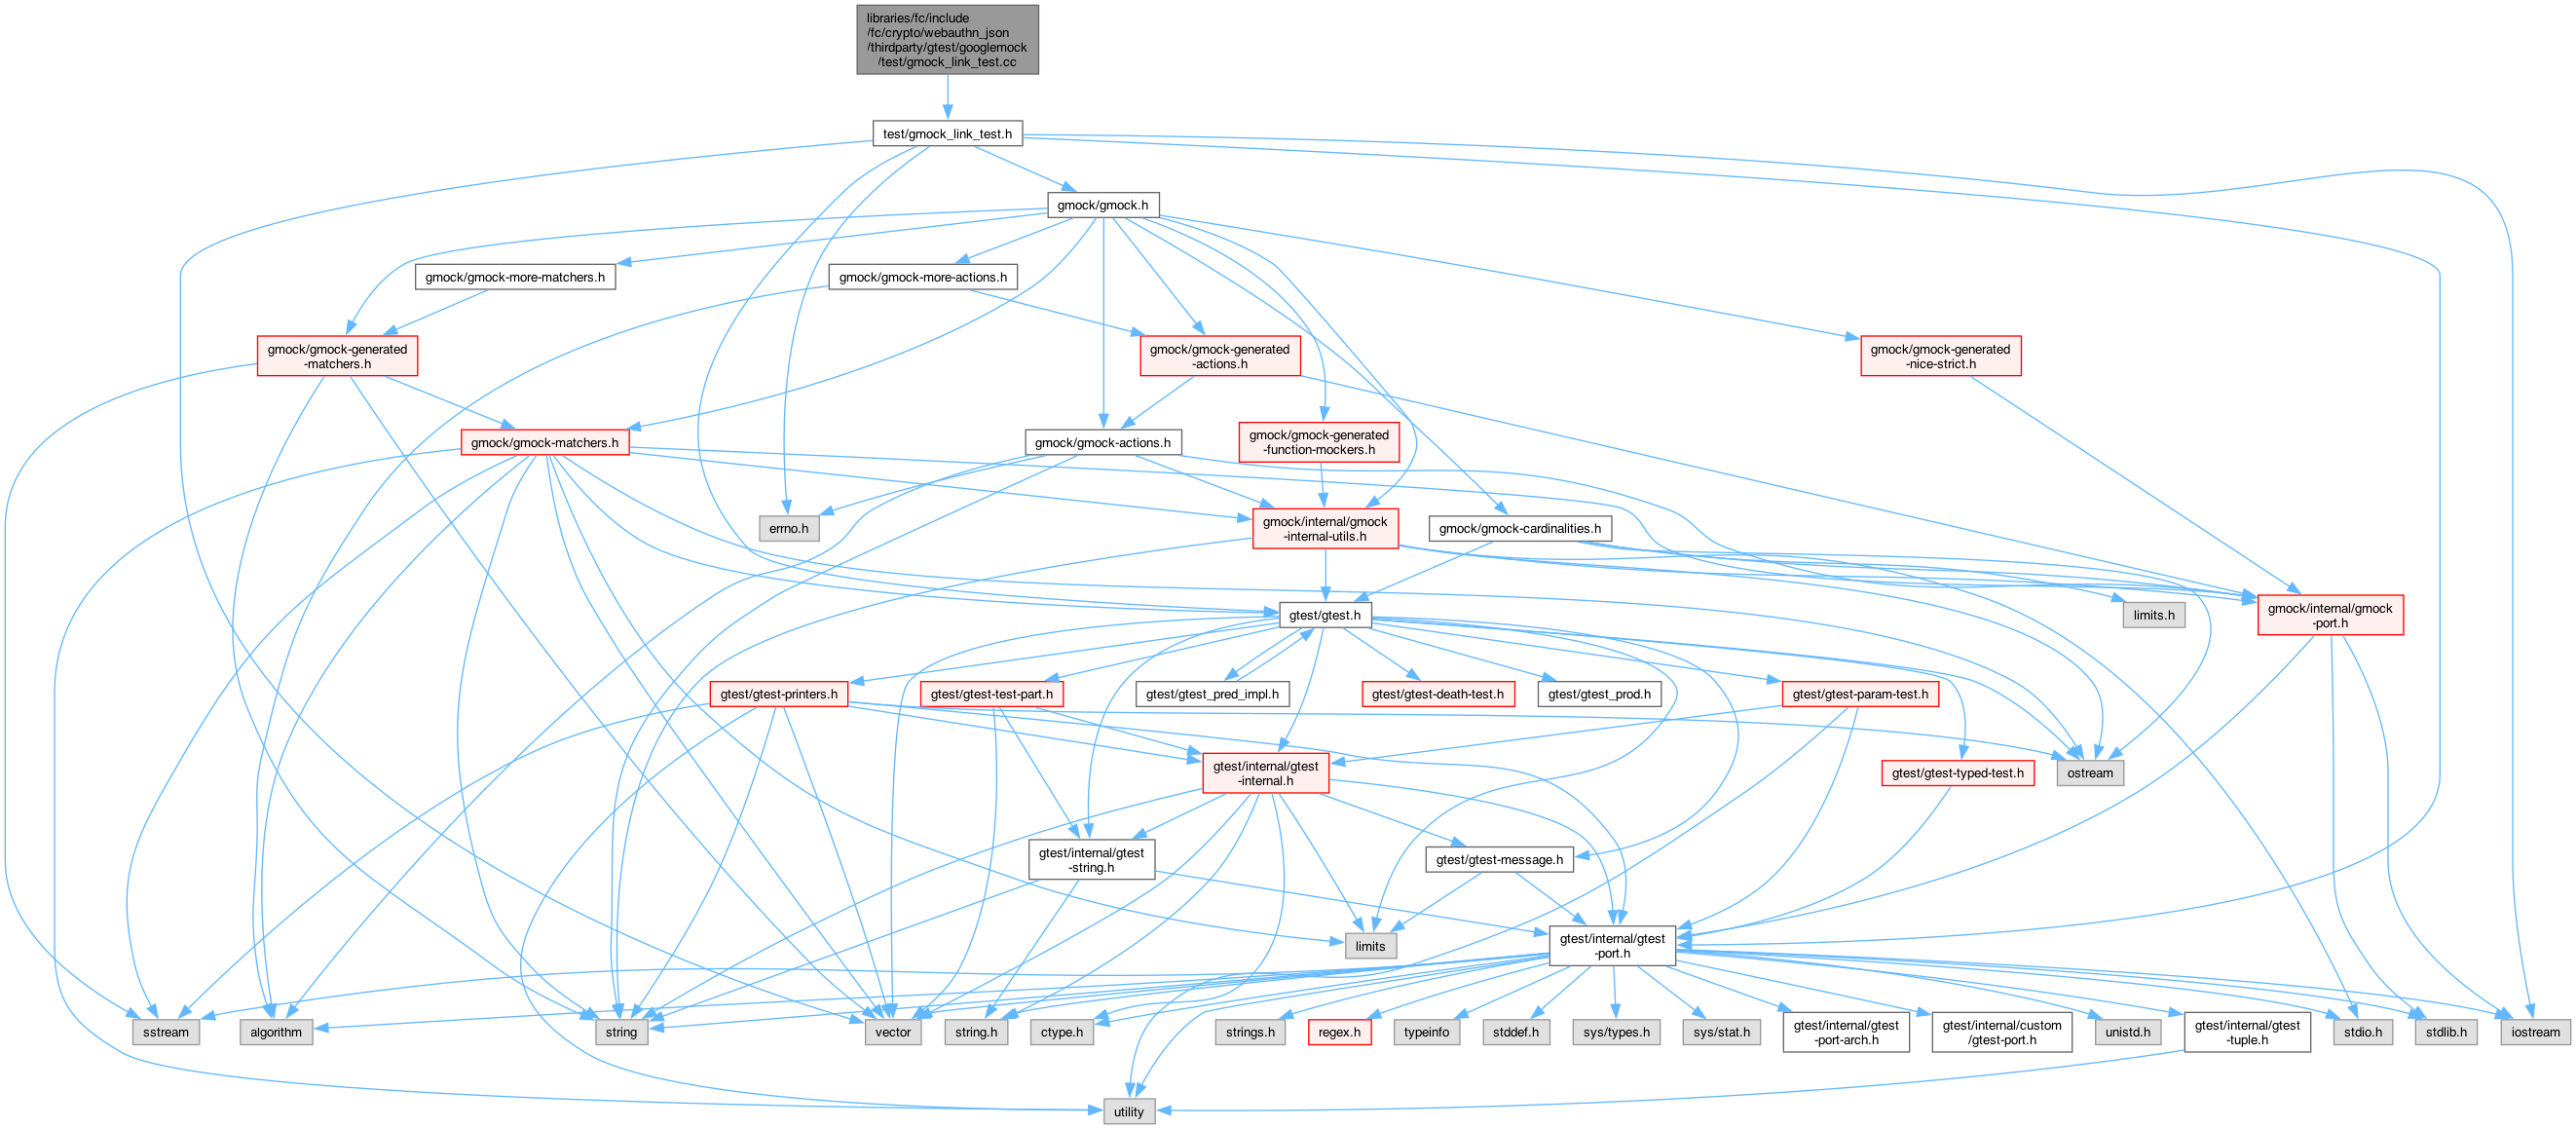 libraries/fc/include
/fc/crypto/webauthn_json
/thirdparty/gtest/googlemock
/test/gmock_link_test.cc
test/gmock_link_test.h
gmock/gmock.h
gmock/gmock-more-matchers.h
gmock/gmock-more-actions.h
gmock/gmock-generated
-matchers.h
gmock/gmock-generated
-actions.h
gmock/gmock-generated
-nice-strict.h
gmock/gmock-matchers.h
gmock/gmock-actions.h
gmock/gmock-generated
-function-mockers.h
errno.h
gmock/internal/gmock
-internal-utils.h
gmock/gmock-cardinalities.h
gtest/gtest.h
limits.h
gmock/internal/gmock
-port.h
gtest/gtest-printers.h
gtest/gtest-test-part.h
gtest/gtest_pred_impl.h
gtest/gtest-death-test.h
gtest/gtest_prod.h
gtest/gtest-param-test.h
gtest/internal/gtest
-internal.h
gtest/gtest-typed-test.h
ostream
gtest/internal/gtest
-string.h
gtest/gtest-message.h
limits
gtest/internal/gtest
-port.h
sstream
algorithm
string
vector
string.h
ctype.h
strings.h
regex.h
typeinfo
stddef.h
sys/types.h
sys/stat.h
gtest/internal/gtest
-port-arch.h
gtest/internal/custom
/gtest-port.h
unistd.h
gtest/internal/gtest
-tuple.h
stdio.h
stdlib.h
iostream
utility